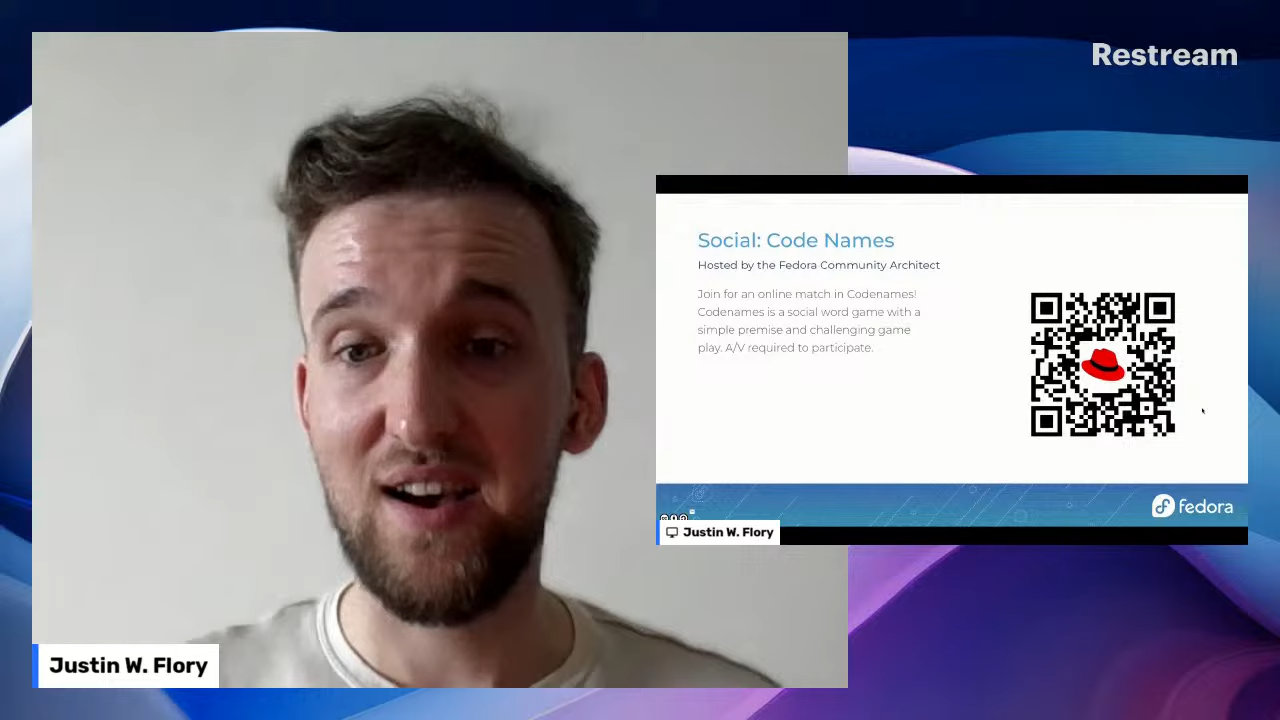 Restream
Social: Code Names
Hosted by the Fedora Community Architect
Join for an online match in Codenames!
Codenames is a social word game with a
simple premise and challenging game
play. A/V required to participate.
fedora
Justin W. Flory
Justin W. Flory